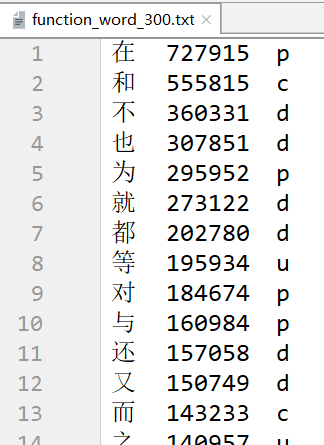 function_word_300.txt
1 在 727915 p
2 和 555815 c
3 不 360331 d
4 也 307851 d
5 为 295952 p
6 就 273122 d
7 都 202780 d
8 等 195934 u
9 对 184674 p
10 与 160984 p
11 还 157058 d
12 又 150749 d
13 而 143233 c
14 之 140957 u